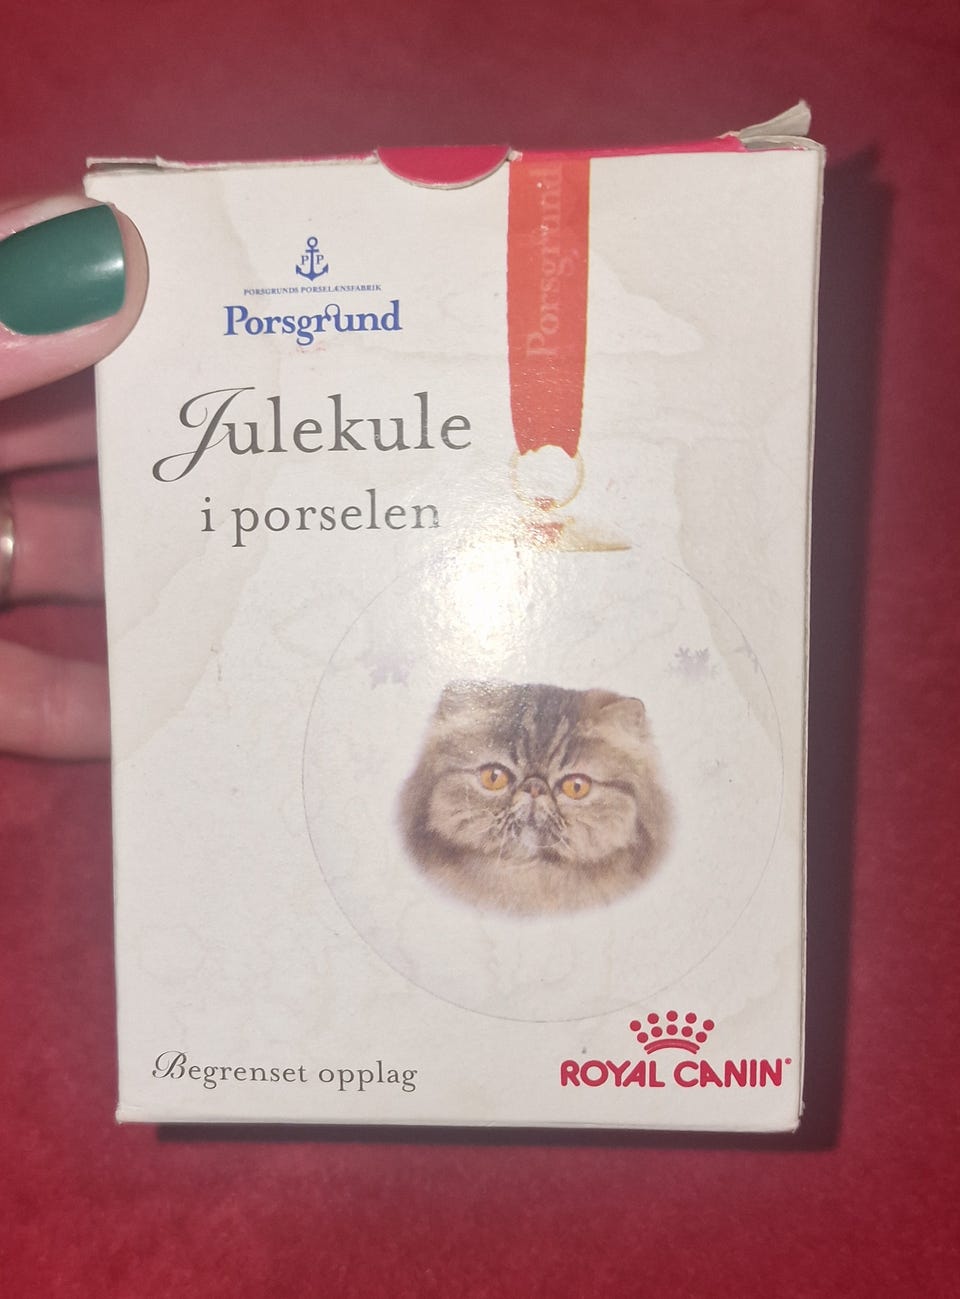 P P
PORSGRUNDS PORSELÆNSFABRIK
Porsgrund
Porsgrund
Julekule
i porselen
Begrenset opplag
ROYAL CANIN®